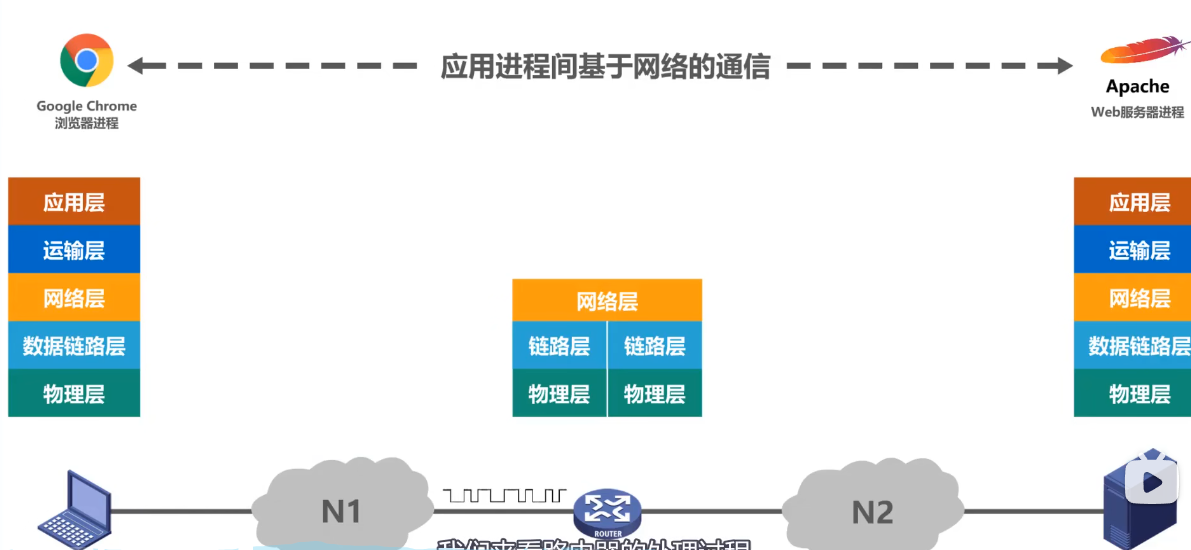 应用进程间基于网络的通信
Google Chrome
浏览器进程
Apache
Web服务器进程
应用层
运输层
网络层
数据链路层
物理层
网络层
链路层 链路层
物理层 物理层
应用层
运输层
网络层
数据链路层
物理层
N1
ROUTER
N2
我们来看路由器的处理过程